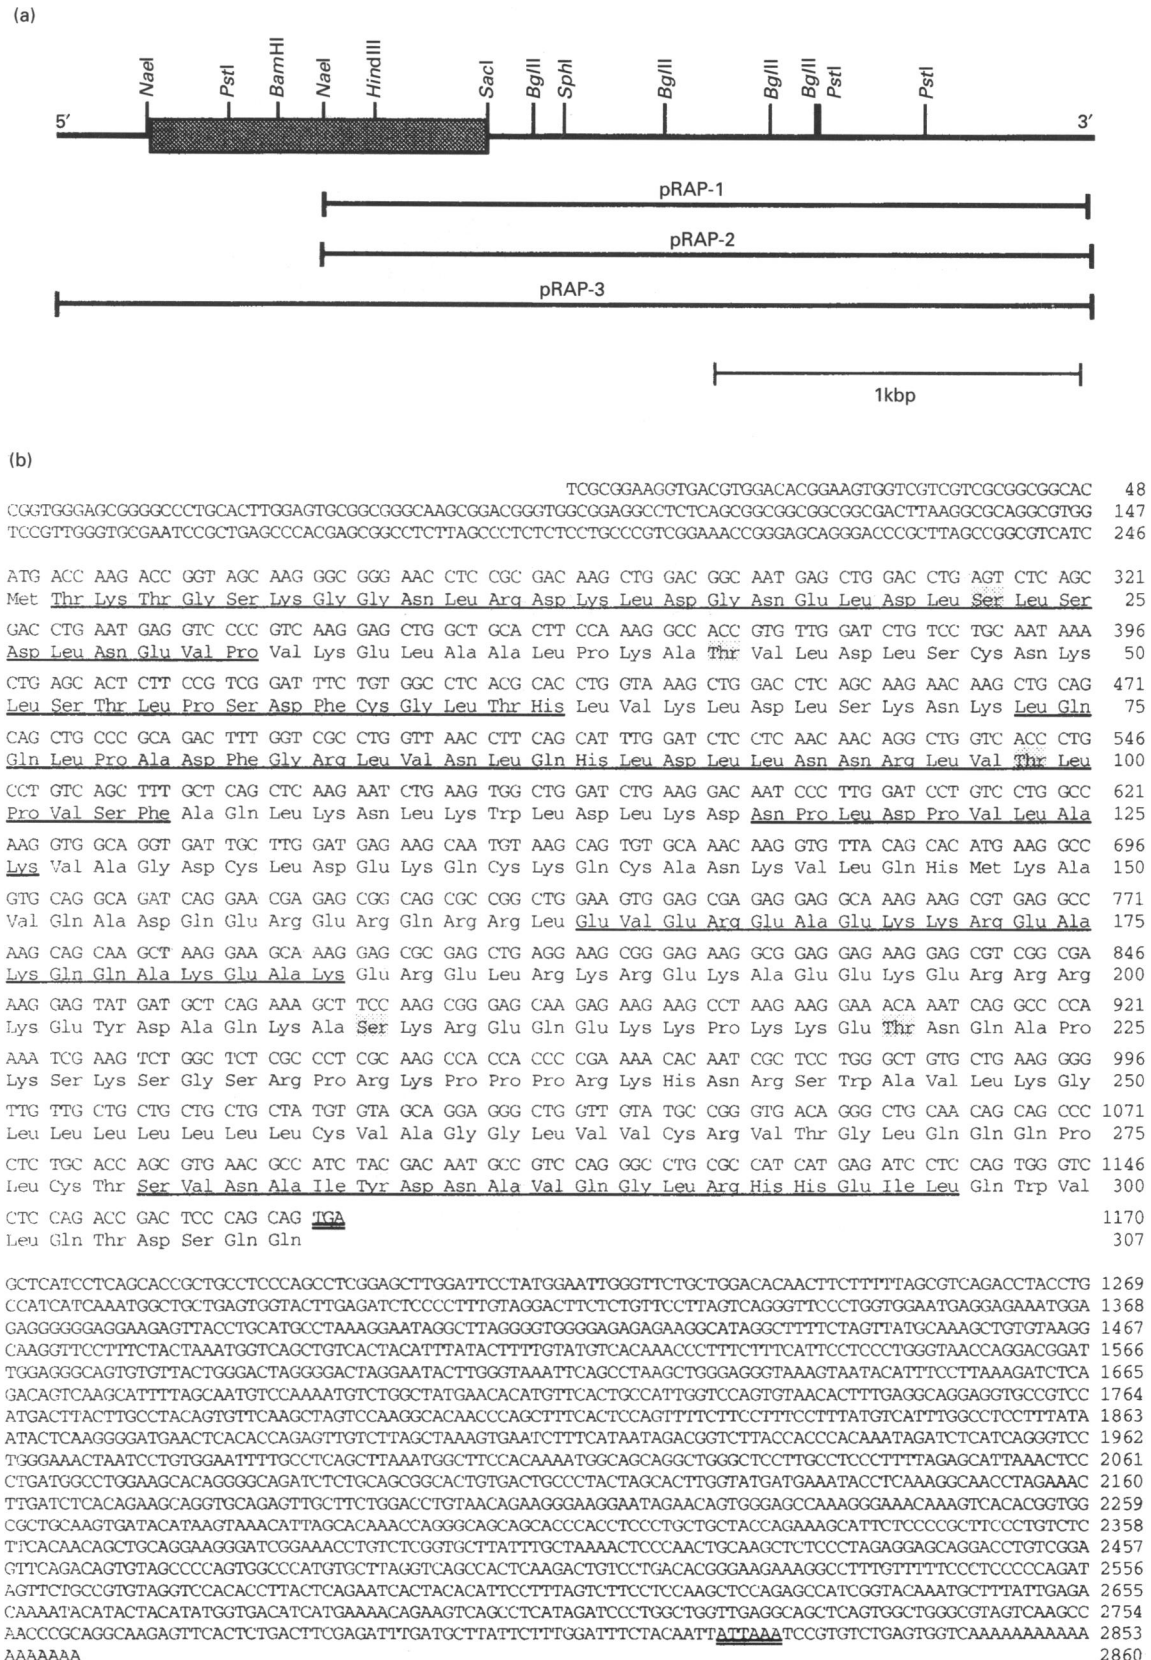 (a)
NaeI PstI BamHI NaeI HindIII SacI BglII SphI BglII BglII BglII PstI PstI
5′ 3′
pRAP-1
pRAP-2
pRAP-3
1kbp
(b)
TCGCGGAAGGTGACGTGGACACGGAAGTGGTCGTCGTCGCGGCGGCAC 48
CGGTGGGAGCGGGGCCCTGCACTTGGAGTGCGGCGGGCAAGCGGACGGGTGGCGGAGGCCTCTCAGCGGCGGCGGCGGCGACTTAAGGCGCAGGCGTGG 147
TCCGTTGGGTGCGAATCCGCTGAGCCCACGAGCGGCCTCTTAGCCCTCTCTCCTGCCCGTCGGAAACCGGGAGCAGGGACCCGCTTAGCCGGCGTCATC 246
ATG ACC AAG ACC GGT AGC AAG GGC GGG AAC CTC CGC GAC AAG CTG GAC GGC AAT GAG CTG GAC CTG AGT CTC AGC 321
Met Thr Lys Thr Gly Ser Lys Gly Gly Asn Leu Arg Asp Lys Leu Asp Gly Asn Glu Leu Asp Leu Ser Leu Ser 25
GAC CTG AAT GAG GTC CCC GTC AAG GAG CTG GCT GCA CTT CCA AAG GCC ACC GTG TTG GAT CTG TCC TGC AAT AAA 396
Asp Leu Asn Glu Val Pro Val Lys Glu Leu Ala Ala Leu Pro Lys Ala Thr Val Leu Asp Leu Ser Cys Asn Lys 50
CTG AGC ACT CTT CCG TCG GAT TTC TGT GGC CTC ACG CAC CTG GTA AAG CTG GAC CTC AGC AAG AAC AAG CTG CAG 471
Leu Ser Thr Leu Pro Ser Asp Phe Cys Gly Leu Thr His Leu Val Lys Leu Asp Leu Ser Lys Asn Lys Leu Gln 75
CAG CTG CCC GCA GAC TTT GGT CGC CTG GTT AAC CTT CAG CAT TTG GAT CTC CTC AAC AAC AGG CTG GTC ACC CTG 546
Gln Leu Pro Ala Asp Phe Gly Arg Leu Val Asn Leu Gln His Leu Asp Leu Leu Asn Asn Arg Leu Val Thr Leu 100
CCT GTC AGC TTT GCT CAG CTC AAG AAT CTG AAG TGG CTG GAT CTG AAG GAC AAT CCC TTG GAT CCT GTC CTG GCC 621
Pro Val Ser Phe Ala Gln Leu Lys Asn Leu Lys Trp Leu Asp Leu Lys Asp Asn Pro Leu Asp Pro Val Leu Ala 125
AAG GTG GCA GGT GAT TGC TTG GAT GAG AAG CAA TGT AAG CAG TGT GCA AAC AAG GTG TTA CAG CAC ATG AAG GCC 696
Lys Val Ala Gly Asp Cys Leu Asp Glu Lys Gln Cys Lys Gln Cys Ala Asn Lys Val Leu Gln His Met Lys Ala 150
GTG CAG GCA GAT CAG GAA CGA GAG CGG CAG CGC CGG CTG GAA GTG GAG CGA GAG GAG GCA AAG AAG CGT GAG GCC 771
Val Gln Ala Asp Gln Glu Arg Glu Arg Gln Arg Arg Leu Glu Val Glu Arg Glu Ala Glu Lys Lys Arg Glu Ala 175
AAG CAG CAA GCT AAG GAA GCA AAG GAG CGC GAG CTG AGG AAG CGG GAG AAG GCG GAG GAG AAG GAG CGT CGG CGA 846
Lys Gln Gln Ala Lys Glu Ala Lys Glu Arg Glu Leu Arg Lys Arg Glu Lys Ala Glu Glu Lys Glu Arg Arg Arg 200
AAG GAG TAT GAT GCT CAG AAA GCT TCC AAG CGG GAG CAA GAG AAG AAG CCT AAG AAG GAA ACA AAT CAG GCC CCA 921
Lys Glu Tyr Asp Ala Gln Lys Ala Ser Lys Arg Glu Gln Glu Lys Lys Pro Lys Lys Glu Thr Asn Gln Ala Pro 225
AAA TCG AAG TCT GGC TCT CGC CCT CGC AAG CCA CCA CCC CGA AAA CAC AAT CGC TCC TGG GCT GTG CTG AAG GGG 996
Lys Ser Lys Ser Gly Ser Arg Pro Arg Lys Pro Pro Pro Arg Lys His Asn Arg Ser Trp Ala Val Leu Lys Gly 250
TTG TTG CTG CTG CTG CTG CTA TGT GTA GCA GGA GGG CTG GTT GTA TGC CGG GTG ACA GGG CTG CAA CAG CAG CCC 1071
Leu Leu Leu Leu Leu Leu Leu Cys Val Ala Gly Gly Leu Val Val Cys Arg Val Thr Gly Leu Gln Gln Gln Pro 275
CTC TGC ACC AGC GTG AAC GCC ATC TAC GAC AAT GCC GTC CAG GGC CTG CGC CAT CAT GAG ATC CTC CAG TGG GTC 1146
Leu Cys Thr Ser Val Asn Ala Ile Tyr Asp Asn Ala Val Gln Gly Leu Arg His His Glu Ile Leu Gln Trp Val 300
CTC CAG ACC GAC TCC CAG CAG TGA 1170
Leu Gln Thr Asp Ser Gln Gln 307
GCTCATCCTCAGCACCGCTGCCTCCCAGCCTCGGAGCTTGGATTCCTATGGAATTGGGTTCTGCTGGACACAACTTCTTTTTAGCGTCAGACCTACCTG 1269
CCATCATCAAATGGCTGCTGAGTGGTACTTGAGATCTCCCCTTTGTAGGACTTCTCTGTTCCTTAGTCAGGGTTCCCTGGTGGAATGAGGAGAAATGGA 1368
GAGGGGGGAGGAAGAGTTACCTGCATGCCTAAAGGAATAGGCTTAGGGGTGGGGAGAGAGAAGGCATAGGCTTTTCTAGTTATGCAAAGCTGTGTAAGG 1467
CAAGGTTCCTTTCTACTAAATGGTCAGCTGTCACTACATTTATACTTTTGTATGTCACAAACCCTTTCTTTCATTCCTCCCTGGGTAACCAGGACGGAT 1566
TGGAGGGCAGTGTGTTACTGGGACTAGGGGACTAGGAATACTTGGGTAAATTCAGCCTAAGCTGGGAGGGTAAAGTAATACATTTCCTTAAAGATCTCA 1665
GACAGTCAAGCATTTTAGCAATGTCCAAAATGTCTGGCTATGAACACATGTTCACTGCCATTGGTCCAGTGTAACACTTTGAGGCAGGAGGTGCCGTCC 1764
ATGACTTACTTGCCTACAGTGTTCAAGCTAGTCCAAGGCACAACCCAGCTTTCACTCCAGTTTTCTTCCTTTCCTTTATGTCATTTGGCCTCCTTTATA 1863
ATACTCAAGGGGATGAACTCACACCAGAGTTGTCTTAGCTAAAGTGAATCTTTCATAATAGACGGTCTTACCACCCACAAATAGATCTCATCAGGGTCC 1962
TGGGAAACTAATCCTGTGGAATTTTGCCTCAGCTTAAATGGCTTCCACAAAATGGCAGCAGGCTGGGCTCCTTGCCTCCCTTTTAGAGCATTAAACTCC 2061
CTGATGGCCTGGAAGCACAGGGGCAGATCTCTGCAGCGGCACTGTGACTGCCCTACTAGCACTTGGTATGATGAAATACCTCAAAGGCAACCTAGAAAC 2160
TTGATCTCACAGAAGCAGGTGCAGAGTTGCTTCTGGACCTGTAACAGAAGGGAAGGAATAGAACAGTGGGAGCCAAAGGGAAACAAAGTCACACGGTGG 2259
CGCTGCAAGTGATACATAAGTAAACATTAGCACAAACCAGGGCAGCAGCACCCACCTCCCTGCTGCTACCAGAAAGCATTCTCCCCGCTTCCCTGTCTC 2358
TTCACAACAGCTGCAGGAAGGGATCGGAAACCTGTCTCGGTGCTTATTTGCTAAAACTCCCAACTGCAAGCTCTCCCTAGAGGAGCAGGACCTGTCGGA 2457
GTTCAGACAGTGTAGCCCCAGTGGCCCATGTGCTTAGGTCAGCCACTCAAGACTGTCCTGACACGGGAAGAAAGGCCTTTGTTTTTCCCTCCCCCCAGAT 2556
AGTTCTGCCGTGTAGGTCCACACCTTACTCAGAATCACTACACATTCCTTTAGTCTTCCTCCAAGCTCCAGAGCCATCGGTACAAATGCTTTATTGAGA 2655
CAAAATACATACTACATATGGTGACATCATGAAAACAGAAGTCAGCCTCATAGATCCCTGGCTGGTTGAGGCAGCTCAGTGGCTGGGCGTAGTCAAGCC 2754
AACCCGCAGGCAAGAGTTCACTCTGACTTCGAGATTTGATGCTTATTCTTTGGATTTCTACAATTATTAAATCCGTGTCTGAGTGGTCAAAAAAAAAAAA 2853
AAAAAAA 2860